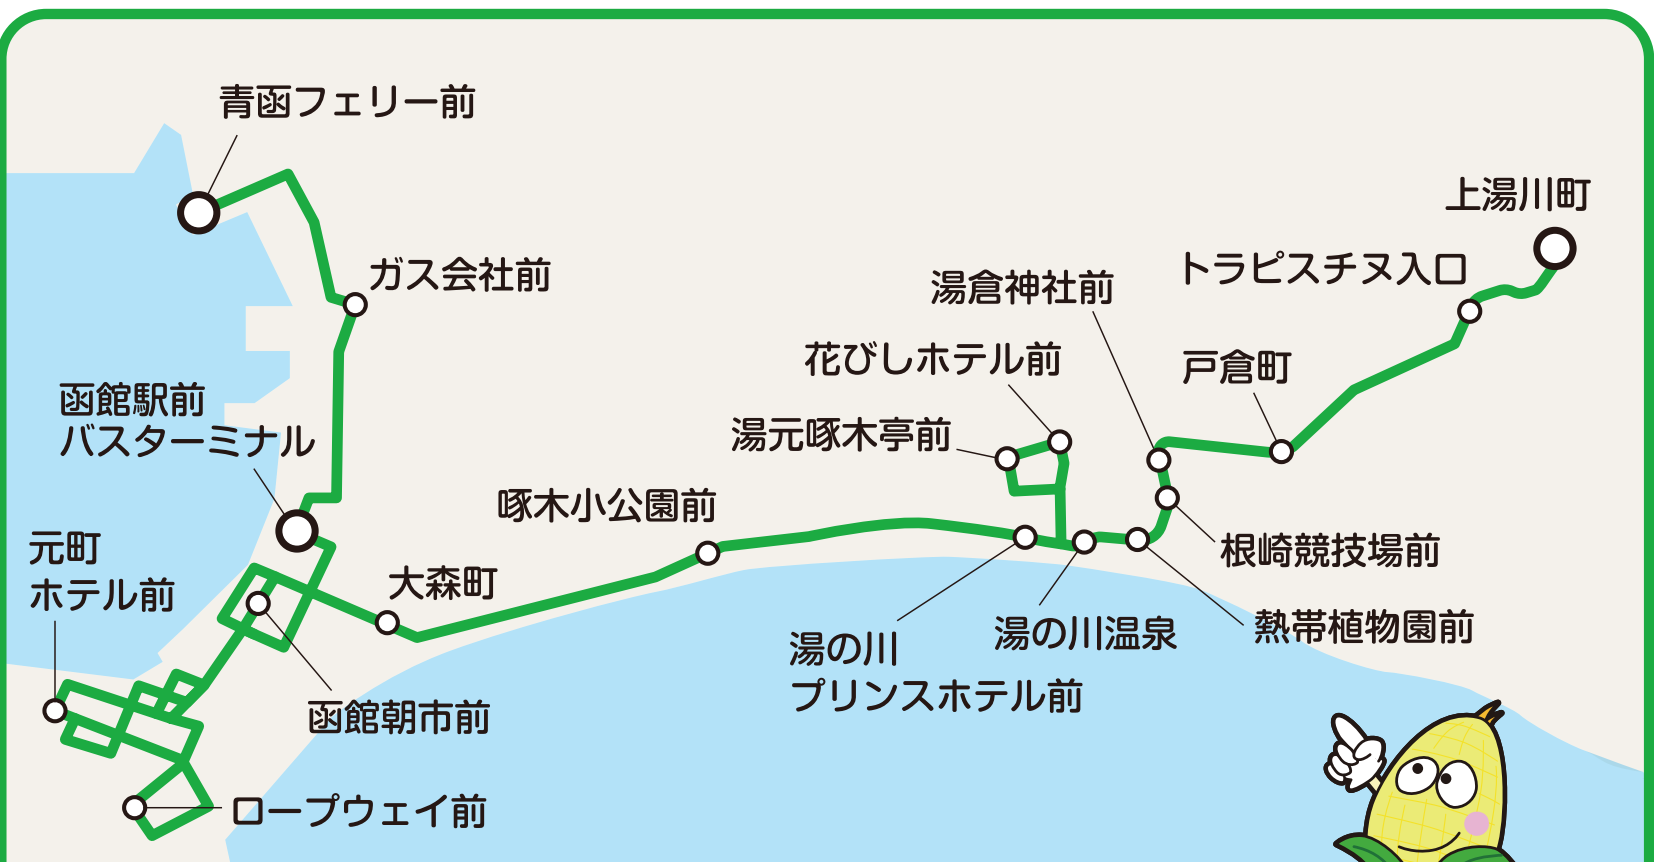 青函フェリー前
上湯川町
トラピスチヌ入口
ガス会社前
湯倉神社前
花びしホテル前
戸倉町
函館駅前
バスターミナル
湯元啄木亭前
啄木小公園前
元町
ホテル前
大森町
根崎競技場前
熱帯植物園前
湯の川温泉
湯の川
プリンスホテル前
函館朝市前
ロープウェイ前